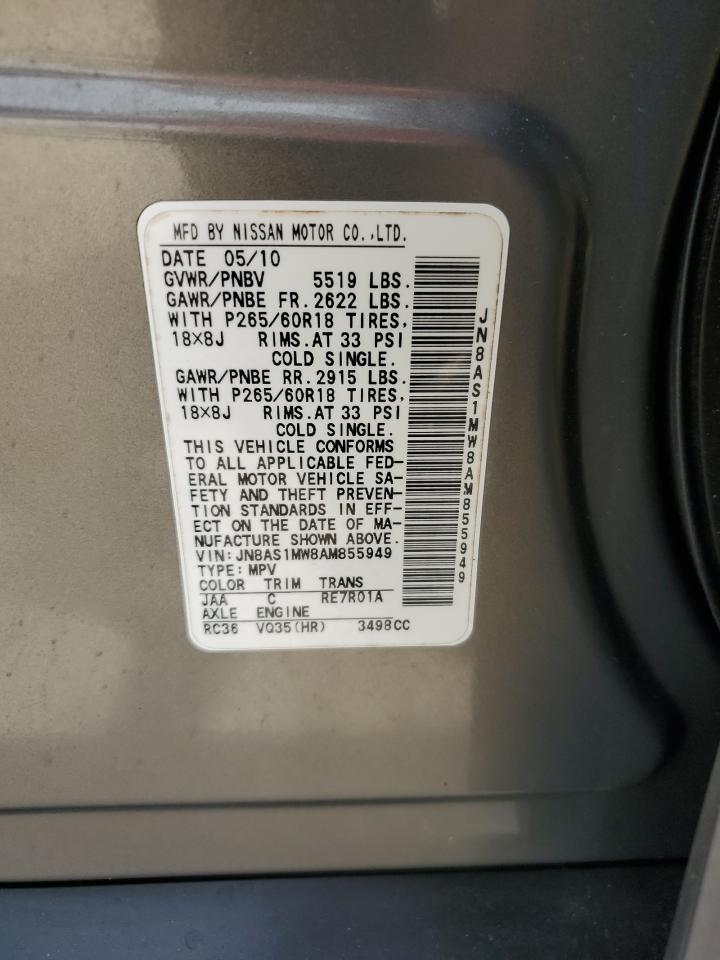 MFD BY NISSAN MOTOR CO.,LTD.
DATE 05/10
GVWR/PNBV 5519 LBS.
GAWR/PNBE FR. 2622 LBS.
WITH P265/60R18 TIRES,
18×8J RIMS. AT 33 PSI
COLD SINGLE.
GAWR/PNBE RR. 2915 LBS.
WITH P265/60R18 TIRES,
18×8J RIMS. AT 33 PSI
COLD SINGLE.
THIS VEHICLE CONFORMS
TO ALL APPLICABLE FED-
ERAL MOTOR VEHICLE SA-
FETY AND THEFT PREVEN-
TION STANDARDS IN EFF-
ECT ON THE DATE OF MA-
NUFACTURE SHOWN ABOVE.
VIN:JN8AS1MW8AM855949
TYPE:MPV
COLOR TRIM TRANS
JAA C RE7R01A
AXLE ENGINE
RC36 VQ35(HR) 3498CC
JN8AS1MW8AM855949